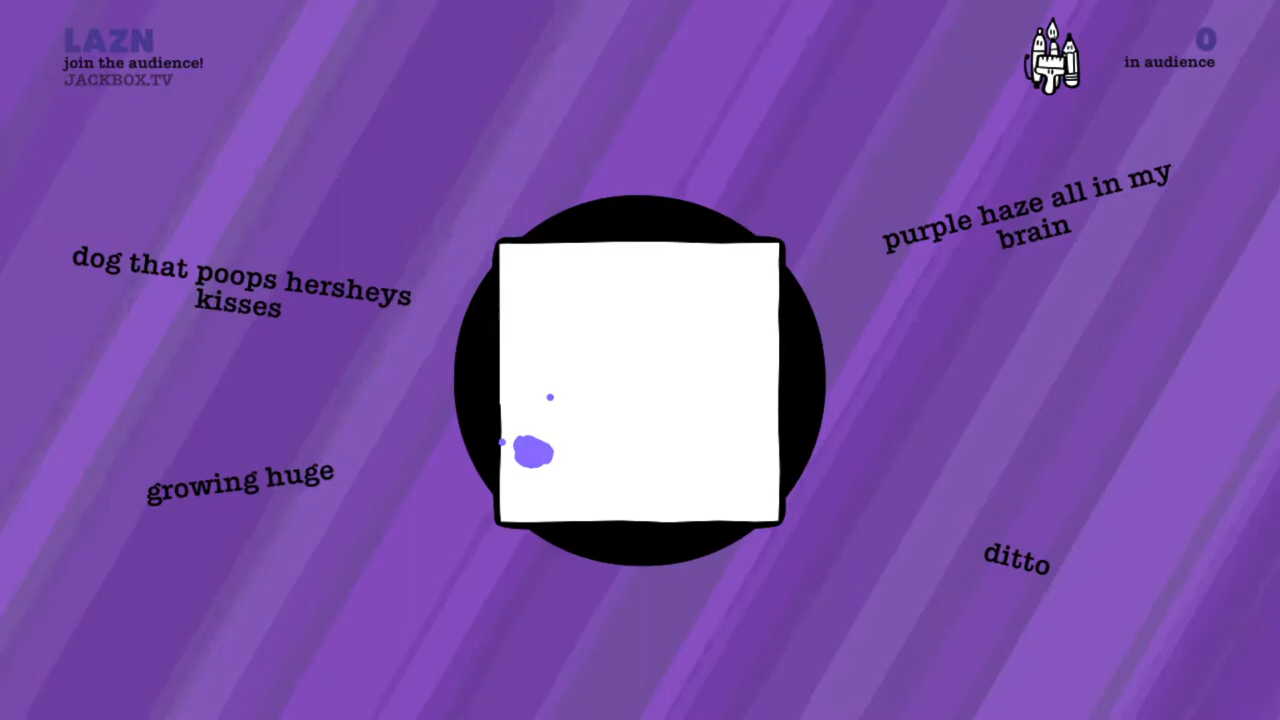 LAZN
join the audience!
JACKBOX.TV
0
in audience
purple haze all in my
brain
dog that poops hersheys
kisses
growing huge
ditto